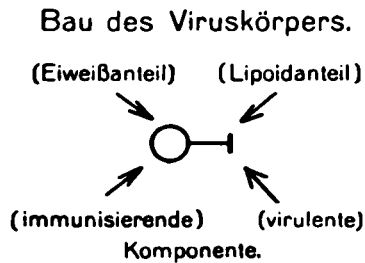 Bau des Viruskörpers.
(Eiweißanteil) (Lipoidanteil)
(immunisierende) (virulente)
Komponente.